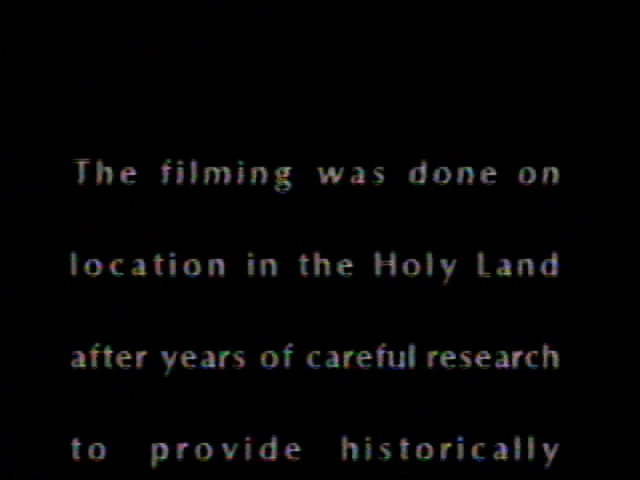 The filming was done on
location in the Holy Land
after years of careful research
to provide historically